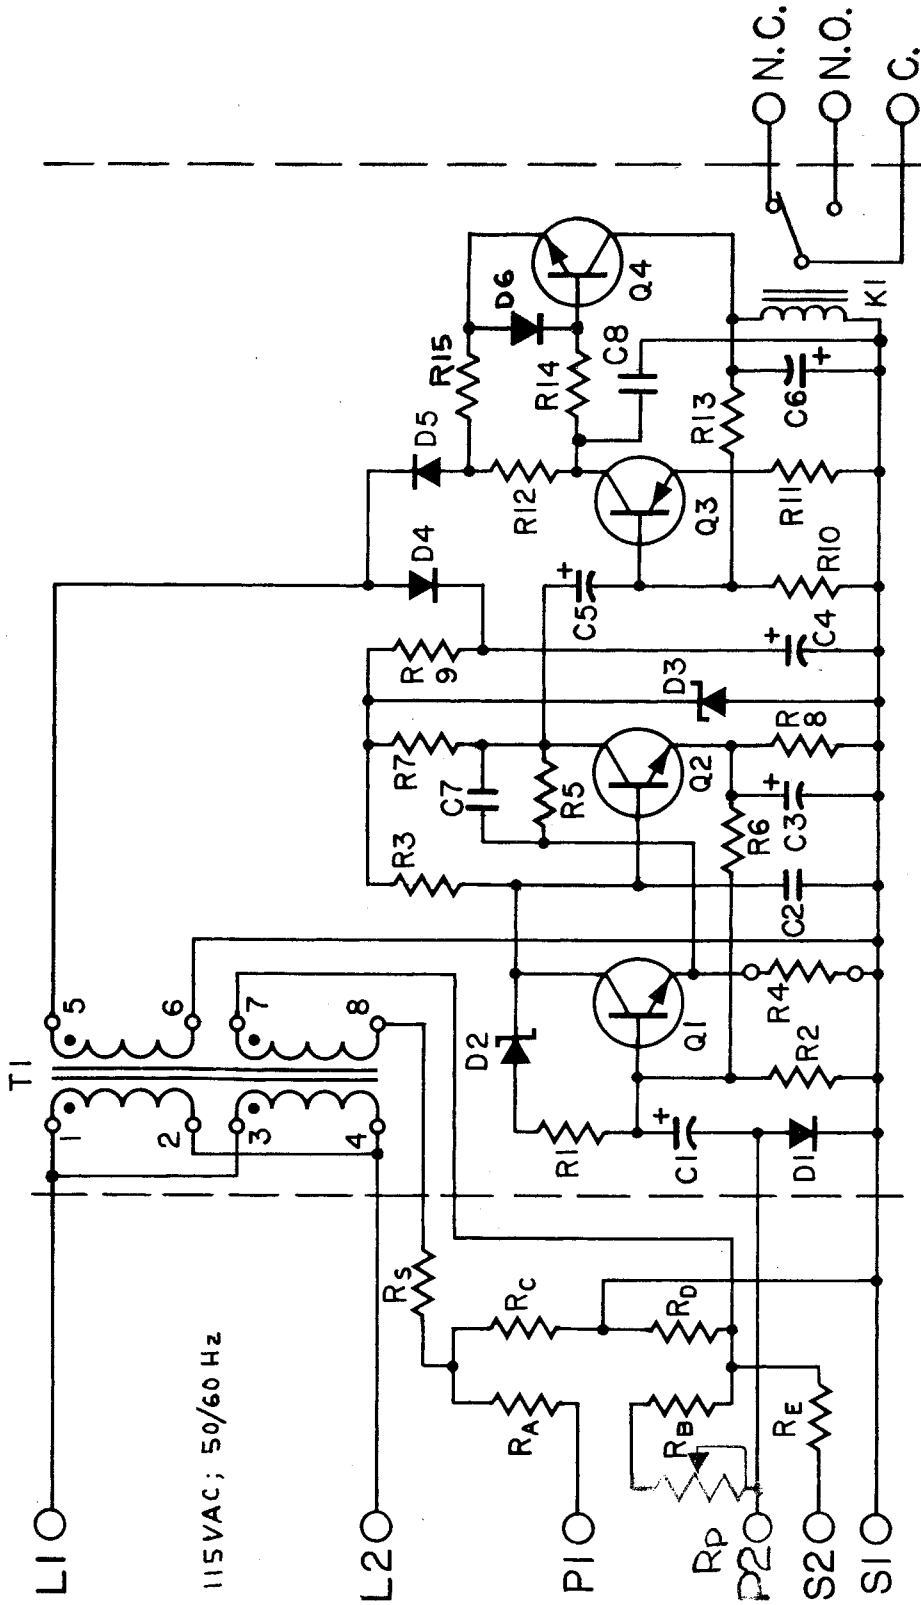 L1
115VAC; 50/60 Hz
L2
P1
RP
P2
S2
S1
RS
RA
RC
RB
RD
RE
T1
1
2
3
4
5
6
7
8
D2
R1
C1
+
D1
Q1
R2
R4
R3
C7
R7
R5
Q2
R6
C2
C3
+
R8
D3
R9
D4
C5
+
C4
+
R10
D5
R12
Q3
R11
R15
D6
R14
C8
R13
C6
+
Q4
K1
N.C.
N.O.
C.